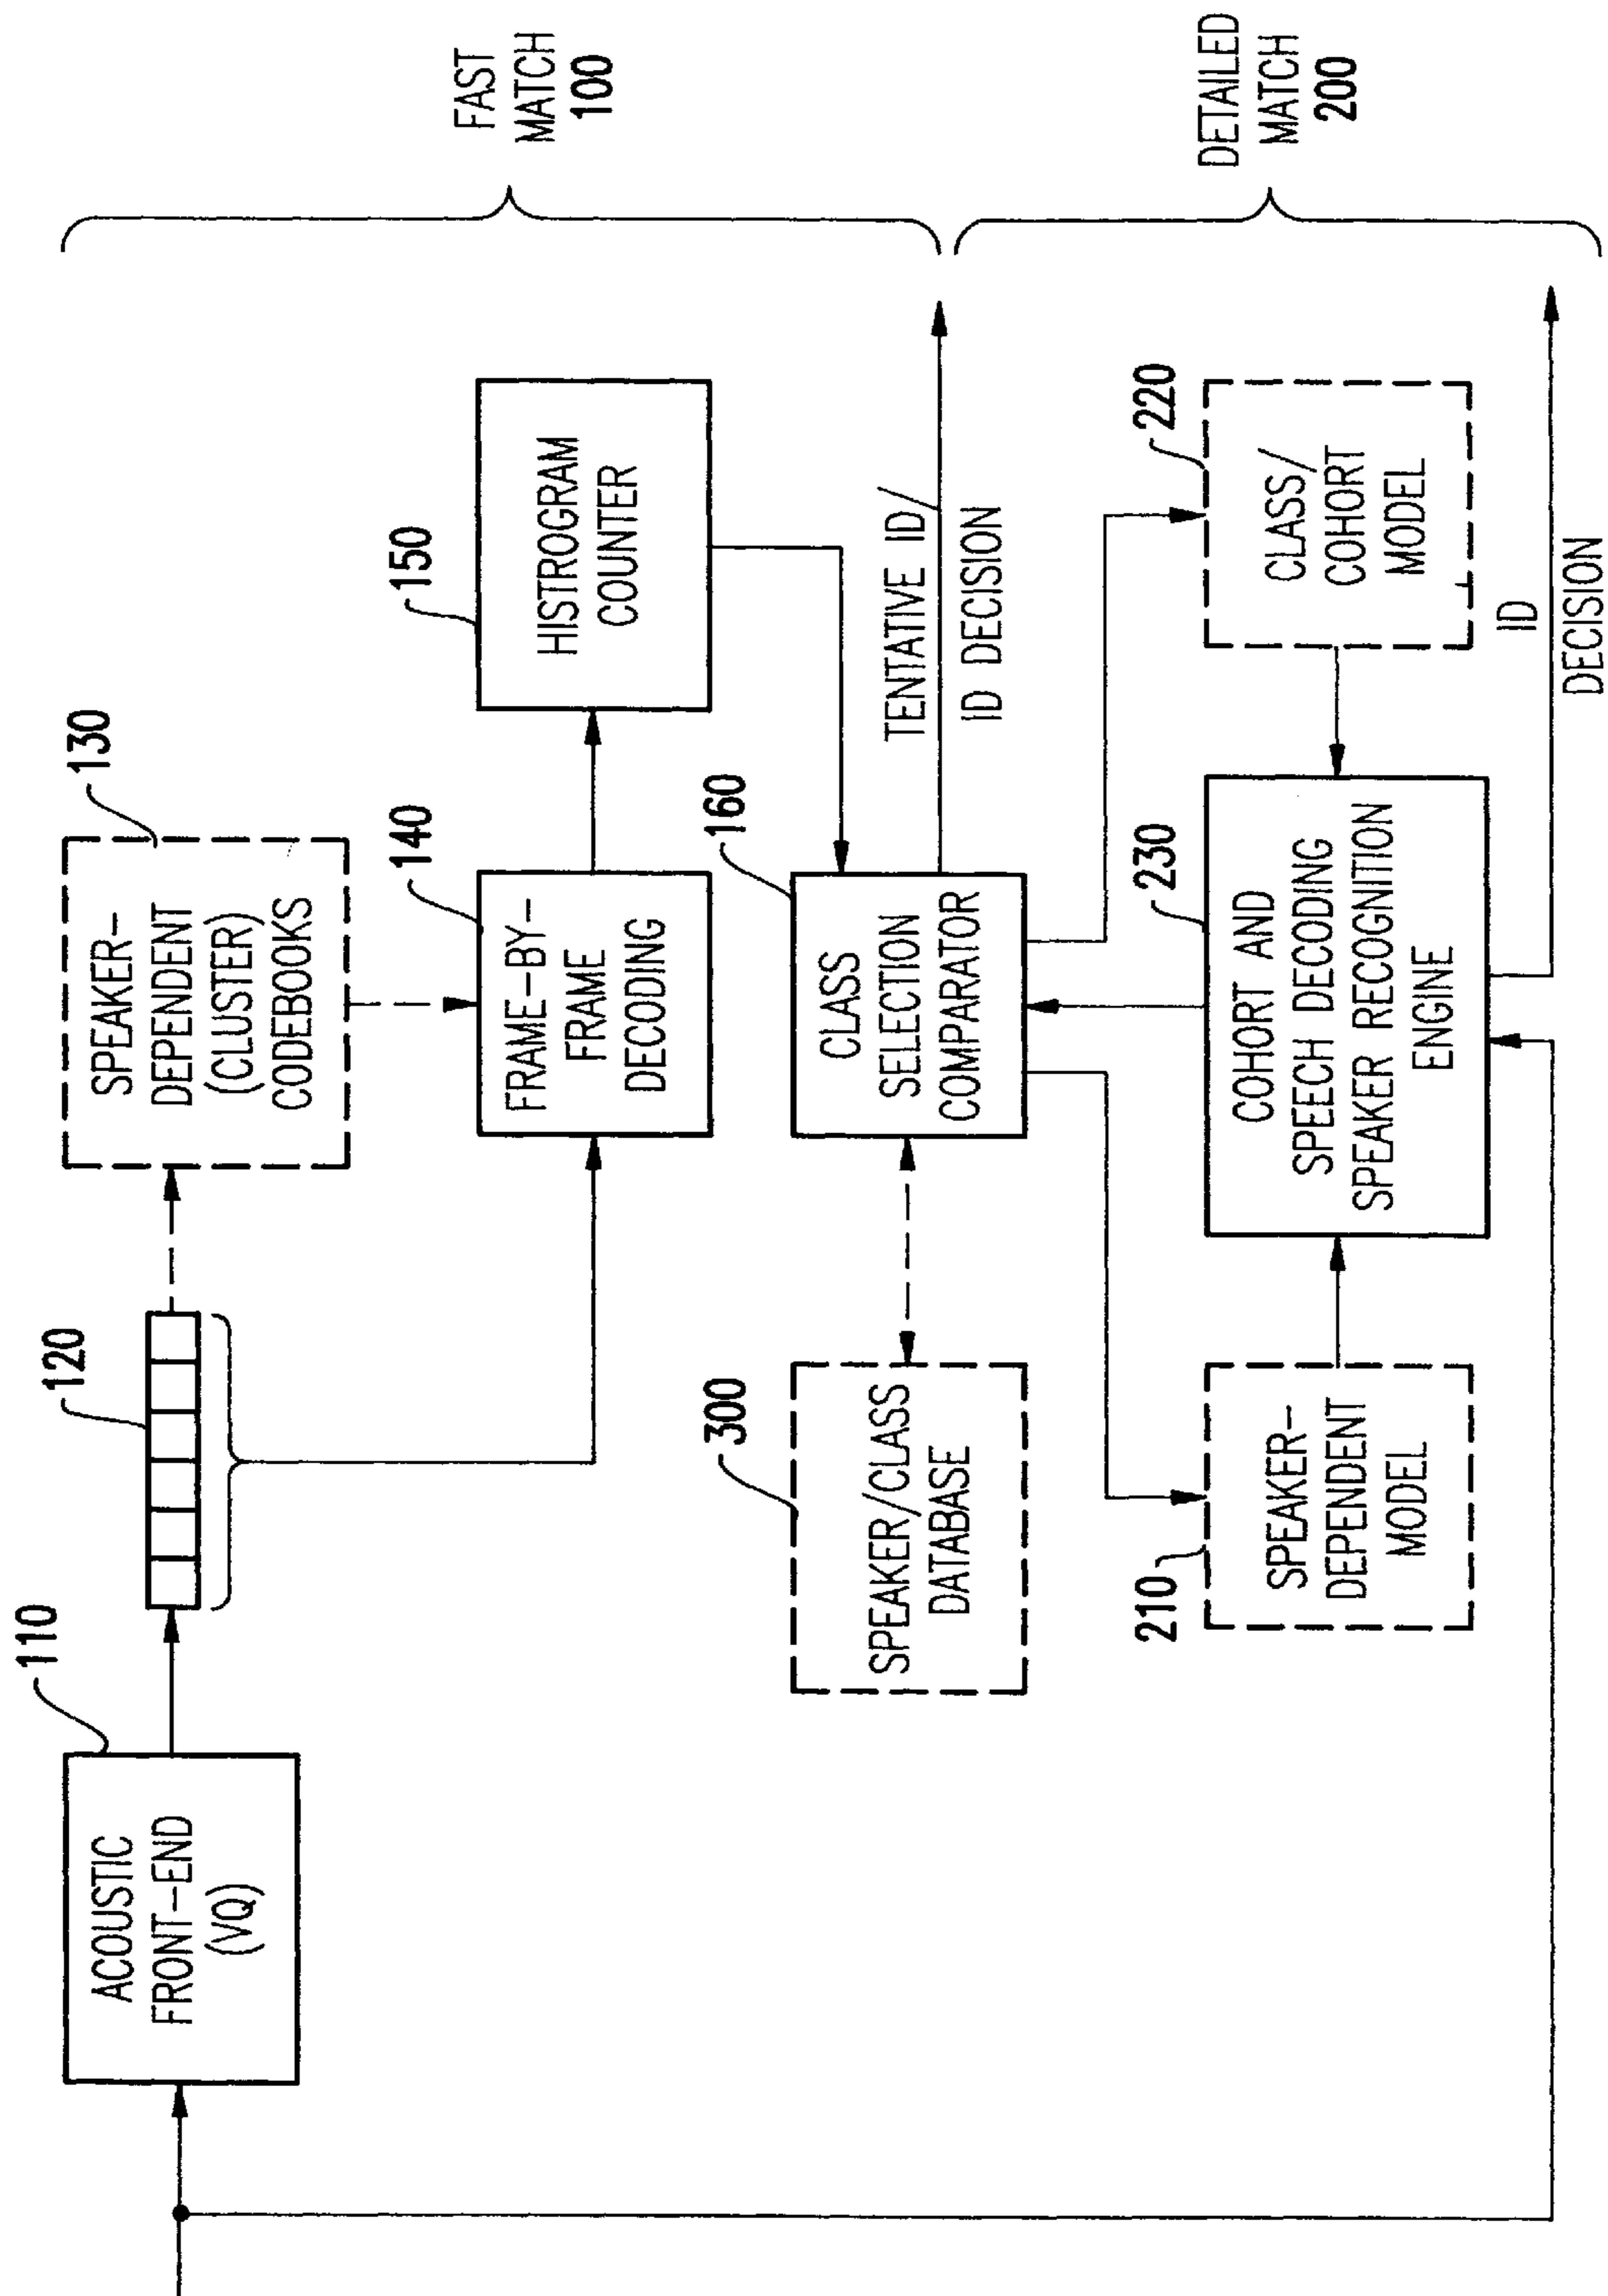 110
ACOUSTIC
FRONT-END
(VQ)
120
130
SPEAKER-
DEPENDENT
(CLUSTER)
CODEBOOKS
140
FRAME-BY-
FRAME
DECODING
150
HISTROGRAM
COUNTER
FAST
MATCH
100
300
SPEAKER/CLASS
DATABASE
160
CLASS
SELECTION
COMPARATOR
TENTATIVE ID/
ID DECISION
210
SPEAKER-
DEPENDENT
MODEL
230
COHORT AND
SPEECH DECODING
SPEAKER RECOGNITION
ENGINE
220
CLASS/
COHORT
MODEL
ID
DECISION
DETAILED
MATCH
200